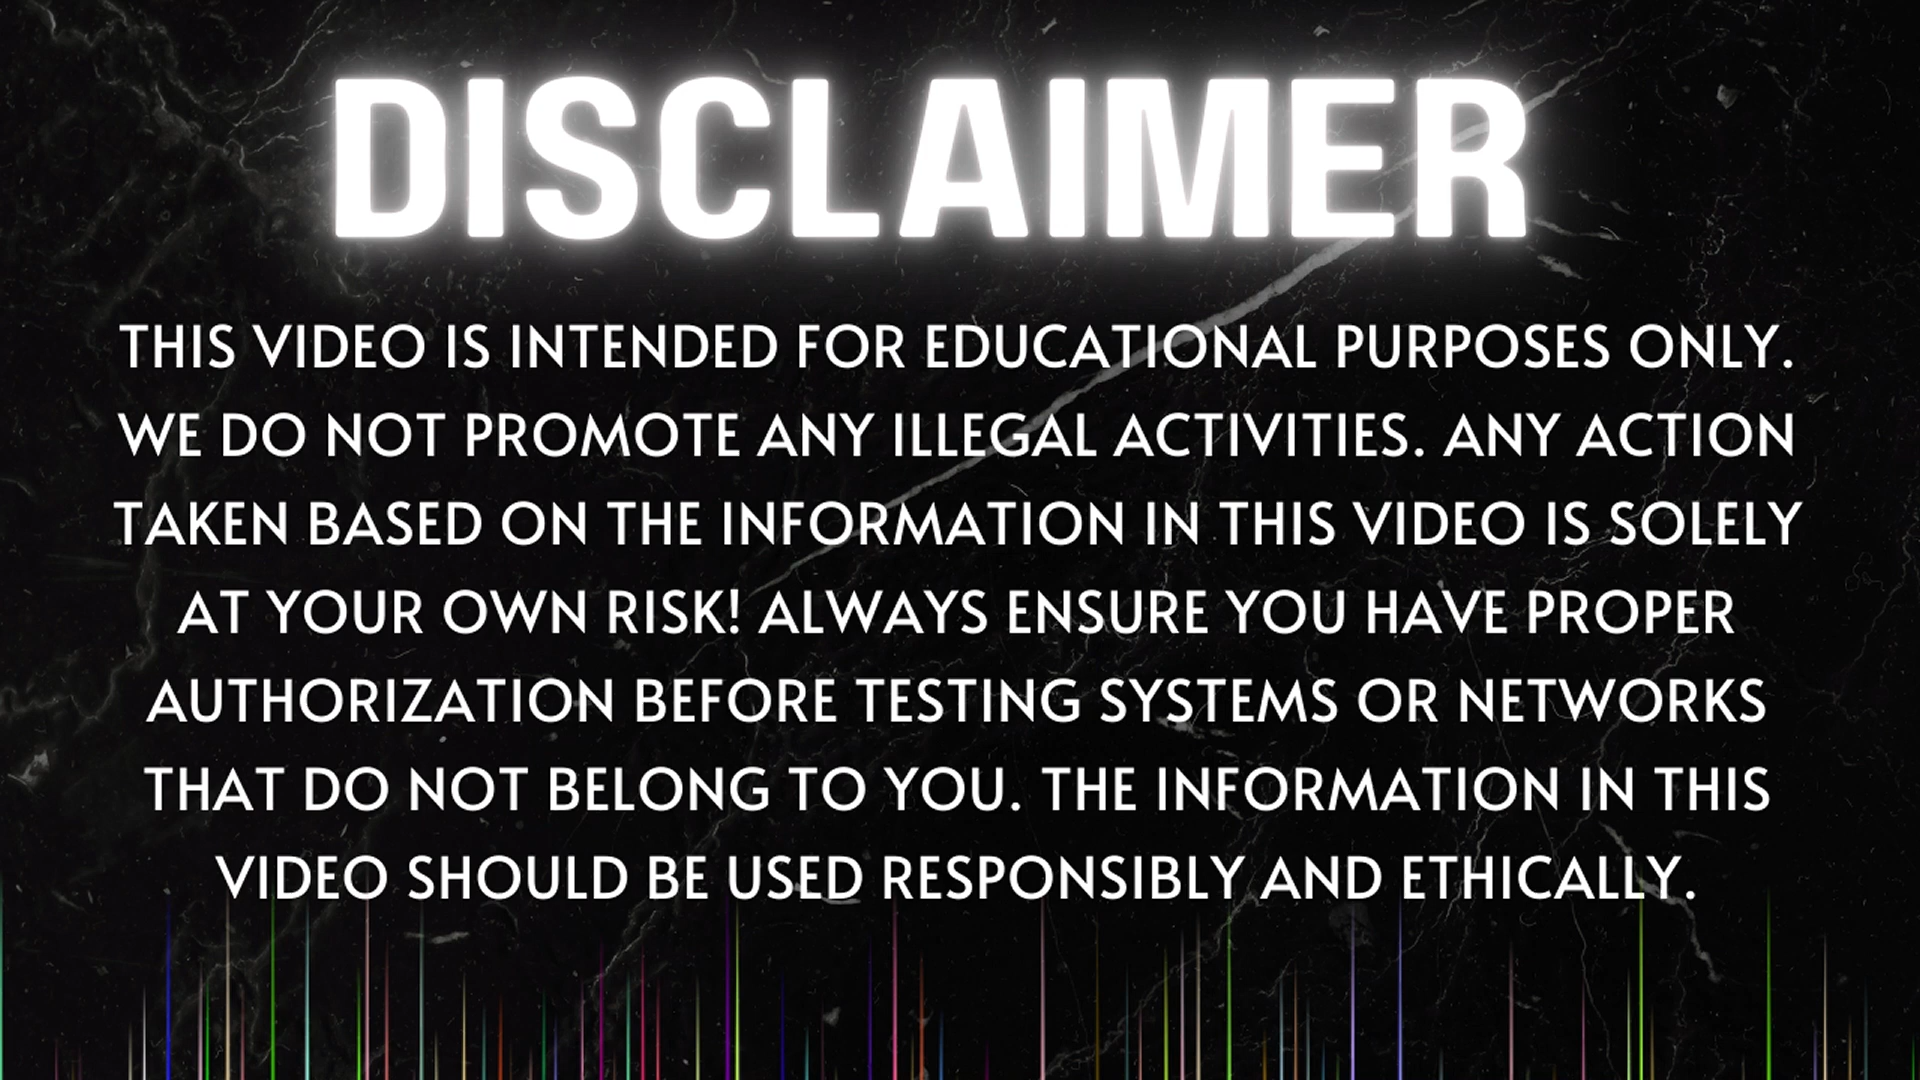 DISCLAIMER
THIS VIDEO IS INTENDED FOR EDUCATIONAL PURPOSES ONLY.
WE DO NOT PROMOTE ANY ILLEGAL ACTIVITIES. ANY ACTION
TAKEN BASED ON THE INFORMATION IN THIS VIDEO IS SOLELY
AT YOUR OWN RISK! ALWAYS ENSURE YOU HAVE PROPER
AUTHORIZATION BEFORE TESTING SYSTEMS OR NETWORKS
THAT DO NOT BELONG TO YOU. THE INFORMATION IN THIS
VIDEO SHOULD BE USED RESPONSIBLY AND ETHICALLY.